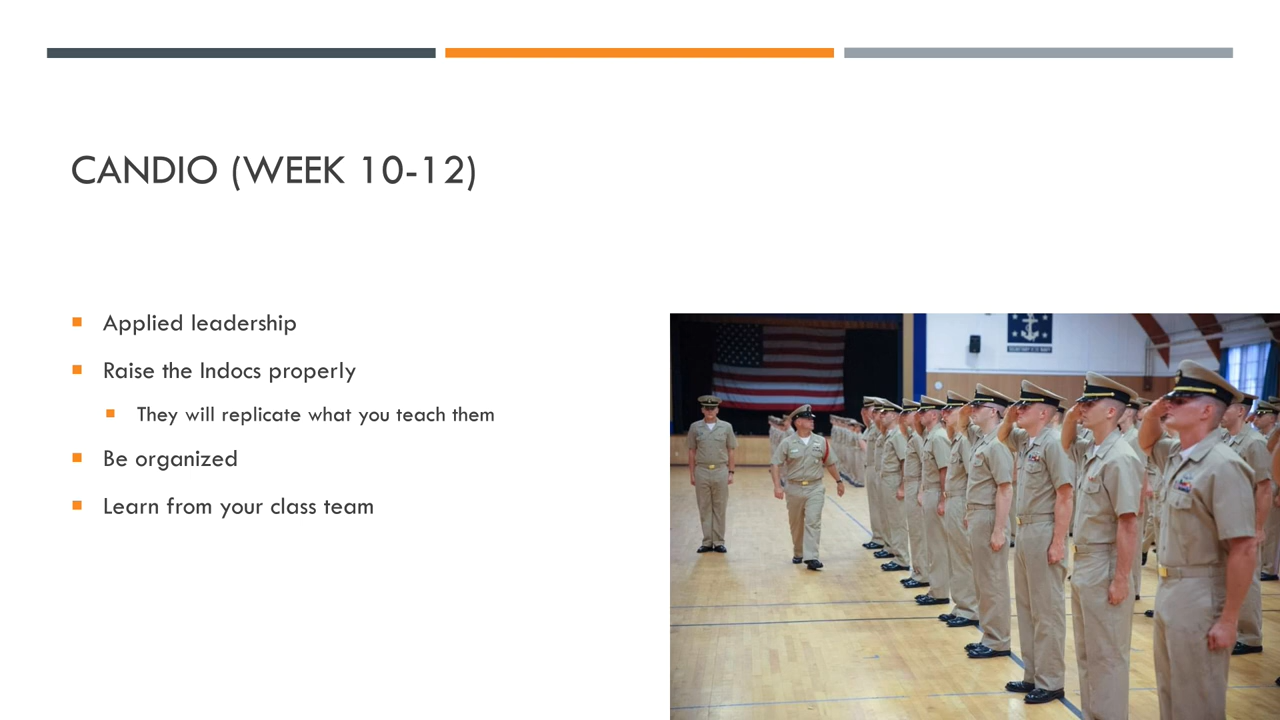 CANDIO (WEEK 10-12)
Applied leadership
Raise the Indocs properly
They will replicate what you teach them
Be organized
Learn from your class team